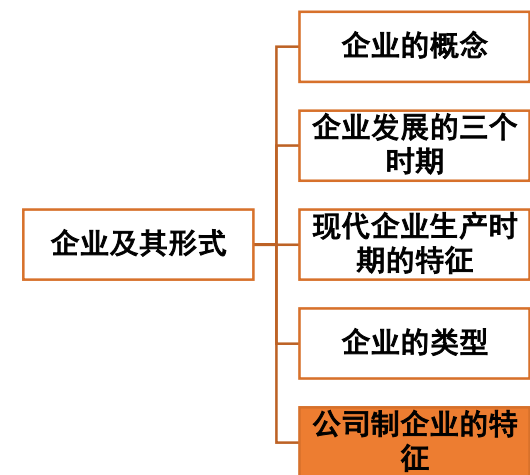 企业及其形式
企业的概念
企业发展的三个
时期
现代企业生产时
期的特征
企业的类型
公司制企业的特
征